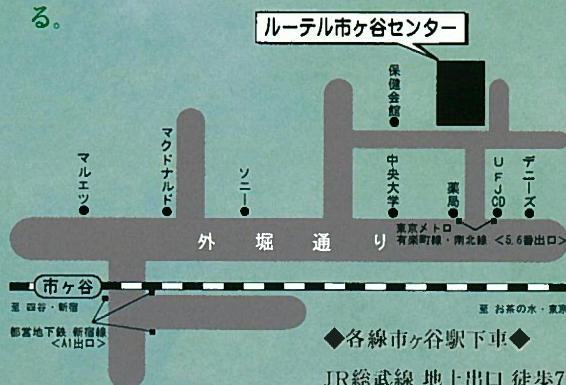 る。
ルーテル市ヶ谷センター
保健会館
マクドナルド
マルエツ
ソニー
中央大学
薬局
UFJCD
デニーズ
外堀通り
東京メトロ
有楽町線・南北線 <5.6番出口>
市ヶ谷
至 四谷・新宿
至 お茶の水・東京
都営地下鉄 新宿線
<A1出口>
◆各線市ヶ谷駅下車◆
JR総武線 地上出口 徒歩7